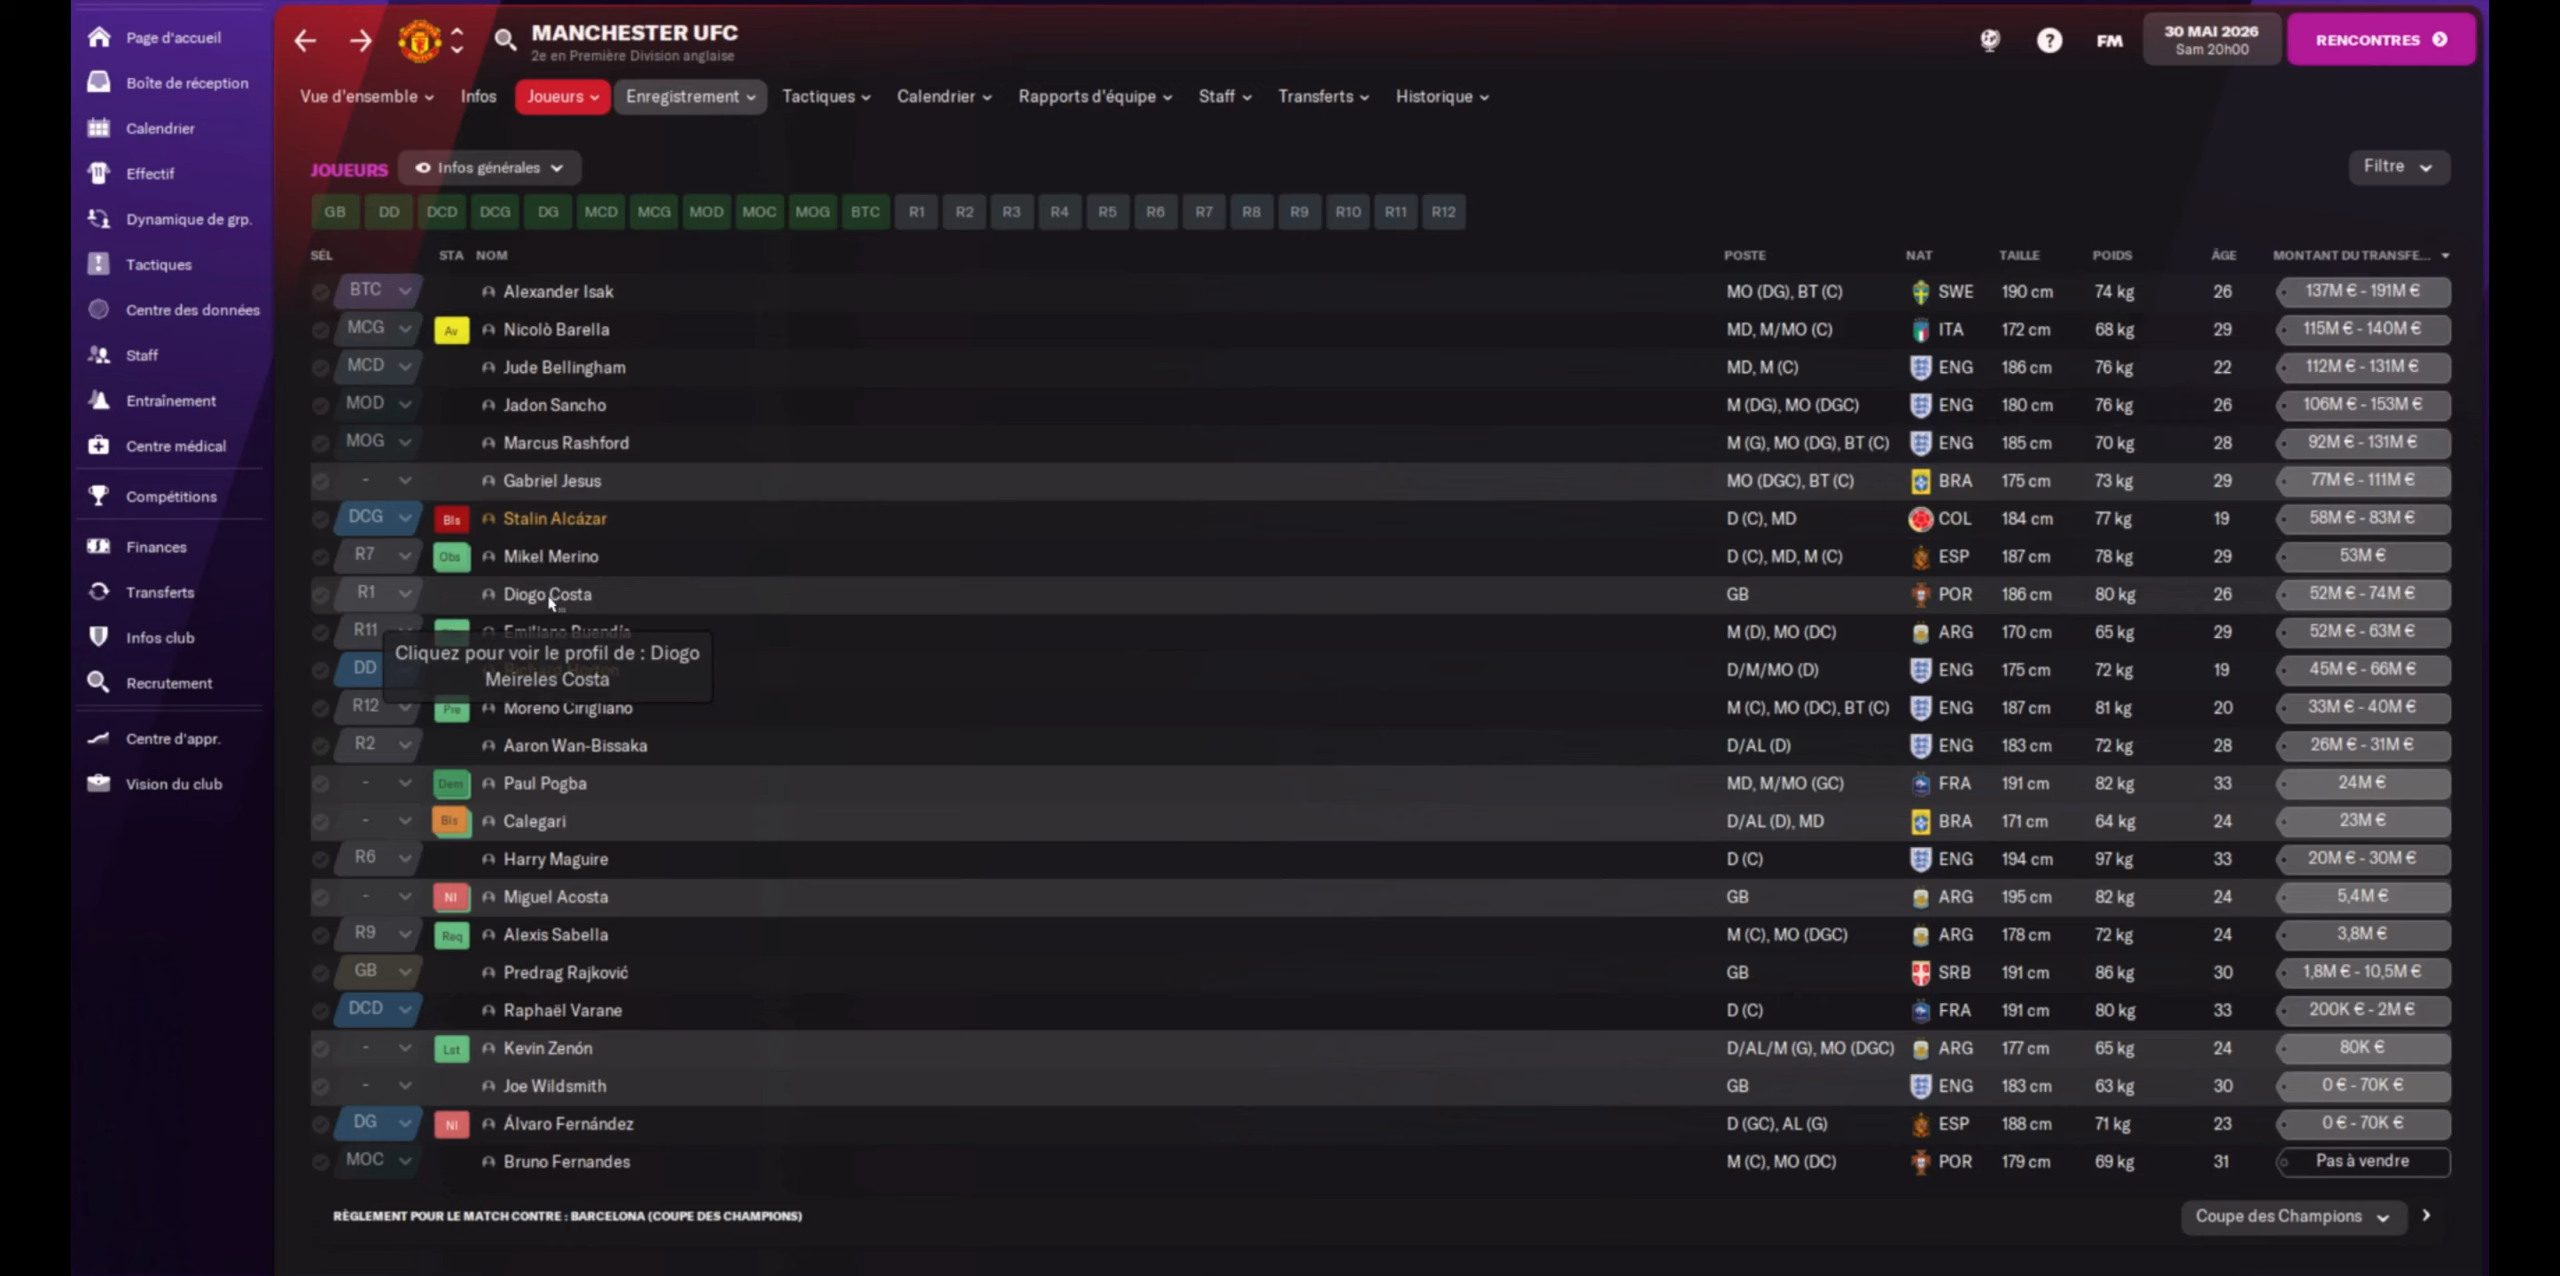 Page d'accueil
Boîte de réception
Calendrier
Effectif
Dynamique de grp.
Tactiques
Centre des données
Staff
Entraînement
Centre médical
Compétitions
Finances
Transferts
Infos club
Recrutement
Centre d'appr.
Vision du club
MANCHESTER UFC
2e en Première Division anglaise
FM
30 MAI 2026
Sam 20h00
RENCONTRES
Vue d'ensemble Infos Joueurs Enregistrement Tactiques Calendrier Rapports d'équipe Staff Transferts Historique
JOUEURS Infos générales Filtre
GB DD DCD DCG DG MCD MCG MOD MOC MOG BTC R1 R2 R3 R4 R5 R6 R7 R8 R9 R10 R11 R12
SÉL STA NOM POSTE NAT TAILLE POIDS ÂGE MONTANT DU TRANSFE...
BTC Alexander Isak MO (DG), BT (C) SWE 190 cm 74 kg 26 137M € - 191M €
MCG Av Nicolò Barella MD, M/MO (C) ITA 172 cm 68 kg 29 115M € - 140M €
MCD Jude Bellingham MD, M (C) ENG 186 cm 76 kg 22 112M € - 131M €
MOD Jadon Sancho M (DG), MO (DGC) ENG 180 cm 76 kg 26 106M € - 153M €
MOG Marcus Rashford M (G), MO (DG), BT (C) ENG 185 cm 70 kg 28 92M € - 131M €
- Gabriel Jesus MO (DGC), BT (C) BRA 175 cm 73 kg 29 77M € - 111M €
DCG Bls Stalin Alcázar D (C), MD COL 184 cm 77 kg 19 58M € - 83M €
R7 Obs Mikel Merino D (C), MD, M (C) ESP 187 cm 78 kg 29 53M €
R1 Diogo Costa GB POR 186 cm 80 kg 26 52M € - 74M €
R11 Emiliano Buendía M (D), MO (DC) ARG 170 cm 65 kg 29 52M € - 63M €
Cliquez pour voir le profil de : Diogo
Meireles Costa
DD D/M/MO (D) ENG 175 cm 72 kg 19 45M € - 66M €
R12 Pre Moreno Cirigliano M (C), MO (DC), BT (C) ENG 187 cm 81 kg 20 33M € - 40M €
R2 Aaron Wan-Bissaka D/AL (D) ENG 183 cm 72 kg 28 26M € - 31M €
- Dem Paul Pogba MD, M/MO (GC) FRA 191 cm 82 kg 33 24M €
- Bls Calegari D/AL (D), MD BRA 171 cm 64 kg 24 23M €
R6 Harry Maguire D (C) ENG 194 cm 97 kg 33 20M € - 30M €
- NI Miguel Acosta GB ARG 195 cm 82 kg 24 5,4M €
R9 Req Alexis Sabella M (C), MO (DGC) ARG 178 cm 72 kg 24 3,8M €
GB Predrag Rajković GB SRB 191 cm 86 kg 30 1,8M € - 10,5M €
DCD Raphaël Varane D (C) FRA 191 cm 80 kg 33 200K € - 2M €
- Lst Kevin Zenón D/AL/M (G), MO (DGC) ARG 177 cm 65 kg 24 80K €
- Joe Wildsmith GB ENG 183 cm 63 kg 30 0 € - 70K €
DG NI Álvaro Fernández D (GC), AL (G) ESP 188 cm 71 kg 23 0 € - 70K €
MOC Bruno Fernandes M (C), MO (DC) POR 179 cm 69 kg 31 Pas à vendre
RÈGLEMENT POUR LE MATCH CONTRE : BARCELONA (COUPE DES CHAMPIONS) Coupe des Champions